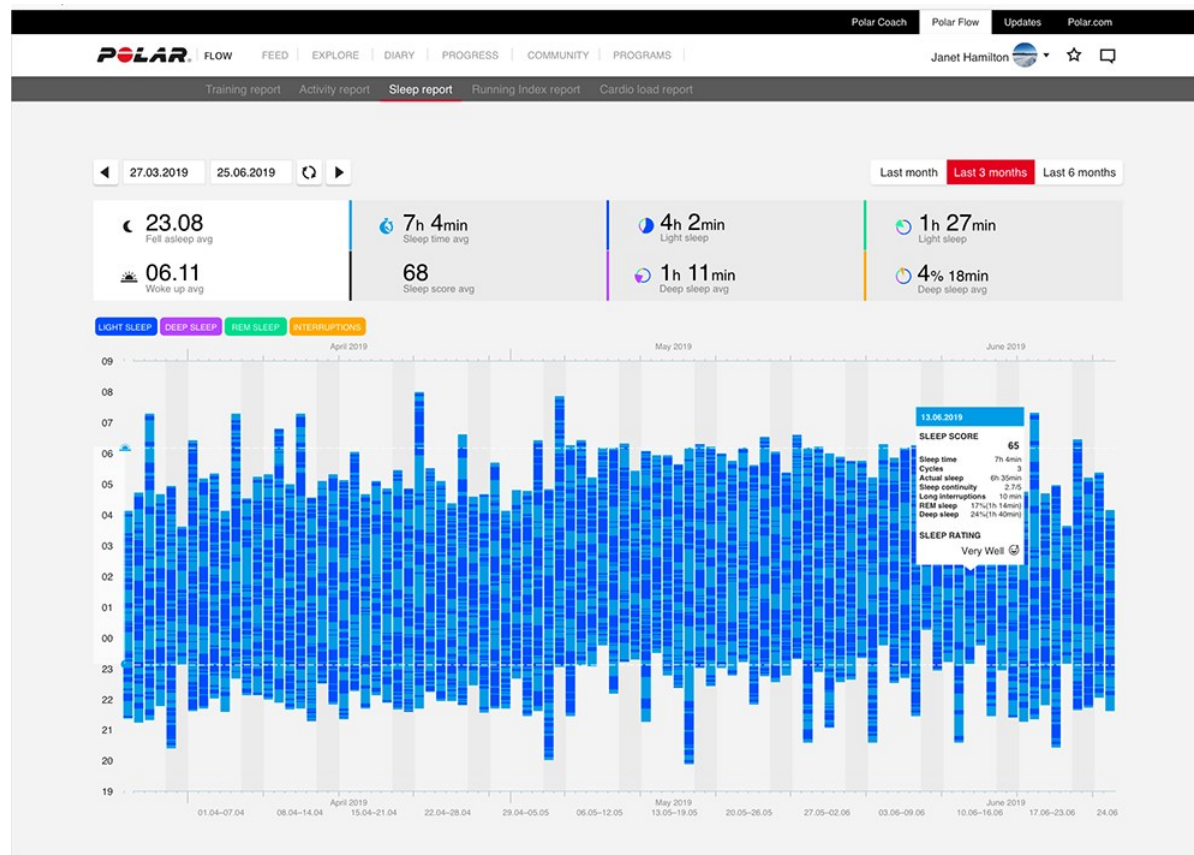 Polar Coach Polar Flow Updates Polar.com
POLAR. FLOW FEED EXPLORE DIARY PROGRESS COMMUNITY PROGRAMS Janet Hamilton
Training report Activity report Sleep report Running Index report Cardio load report
27.03.2019 25.06.2019 Last month Last 3 months Last 6 months
23.08 7h 4min 4h 2min 1h 27min
Fell asleep avg Sleep time avg Light sleep Light sleep
06.11 68 1h 11min 4% 18min
Woke up avg Sleep score avg Deep sleep avg Deep sleep avg
LIGHT SLEEP DEEP SLEEP REM SLEEP INTERRUPTIONS
April 2019 May 2019 June 2019
09
08
07
06
05
04
03
02
01
00
23
22
21
20
19
13.06.2019
SLEEP SCORE
65
Sleep time 7h 4min
Cycles 3
Actual sleep 6h 35min
Sleep continuity 2.7/5
Long interruptions 10 min
REM sleep 17%(1h 14min)
Deep sleep 24%(1h 40min)
SLEEP RATING
Very Well
April 2019 May 2019 June 2019
01.04–07.04 08.04–14.04 15.04–21.04 22.04–28.04 29.04–05.05 06.05–12.05 13.05–19.05 20.05–26.05 27.05–02.06 03.06–09.06 10.06–16.06 17.06–23.06 24.06